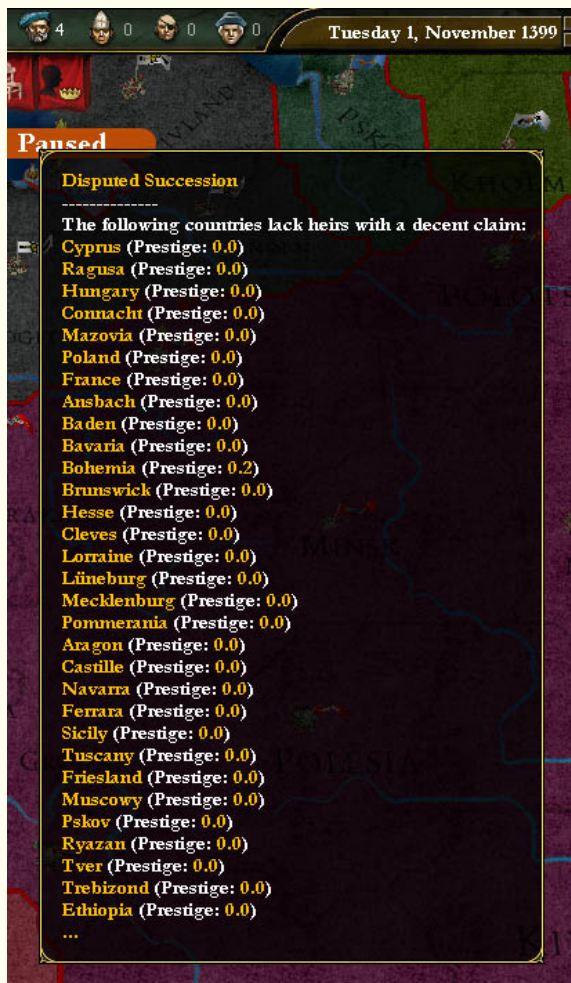 4 0 0 0 Tuesday 1, November 1399
PSKO
Paused
KHOLM
Disputed Succession
--------------
The following countries lack heirs with a decent claim:
Cyprus (Prestige: 0.0)
Ragusa (Prestige: 0.0)
Hungary (Prestige: 0.0)
Connacht (Prestige: 0.0)
Mazovia (Prestige: 0.0)
Poland (Prestige: 0.0)
France (Prestige: 0.0)
Ansbach (Prestige: 0.0)
Baden (Prestige: 0.0)
Bavaria (Prestige: 0.0)
Bohemia (Prestige: 0.2)
Brunswick (Prestige: 0.0)
Hesse (Prestige: 0.0)
Cleves (Prestige: 0.0)
Lorraine (Prestige: 0.0)
Lüneburg (Prestige: 0.0)
Mecklenburg (Prestige: 0.0)
Pommerania (Prestige: 0.0)
Aragon (Prestige: 0.0)
Castille (Prestige: 0.0)
Navarra (Prestige: 0.0)
Ferrara (Prestige: 0.0)
Sicily (Prestige: 0.0)
Tuscany (Prestige: 0.0)
Friesland (Prestige: 0.0)
Muscowy (Prestige: 0.0)
Pskov (Prestige: 0.0)
Ryazan (Prestige: 0.0)
Tver (Prestige: 0.0)
Trebizond (Prestige: 0.0)
Ethiopia (Prestige: 0.0)
...
POLOTS
MINSK
POLESIA